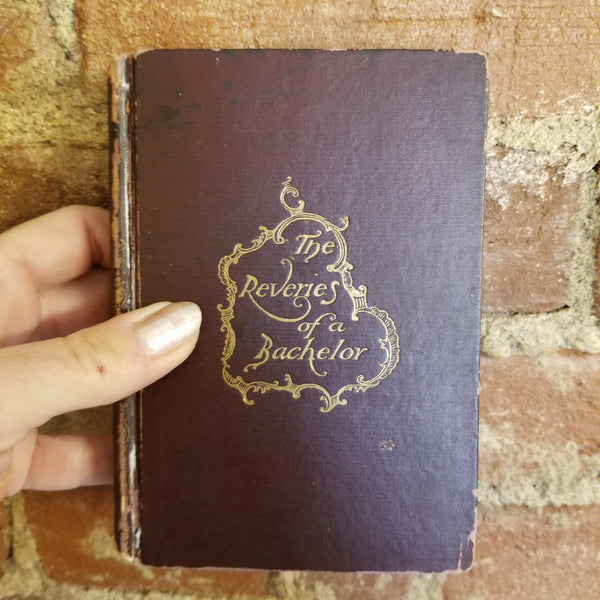 The
Reveries
of a
Bachelor